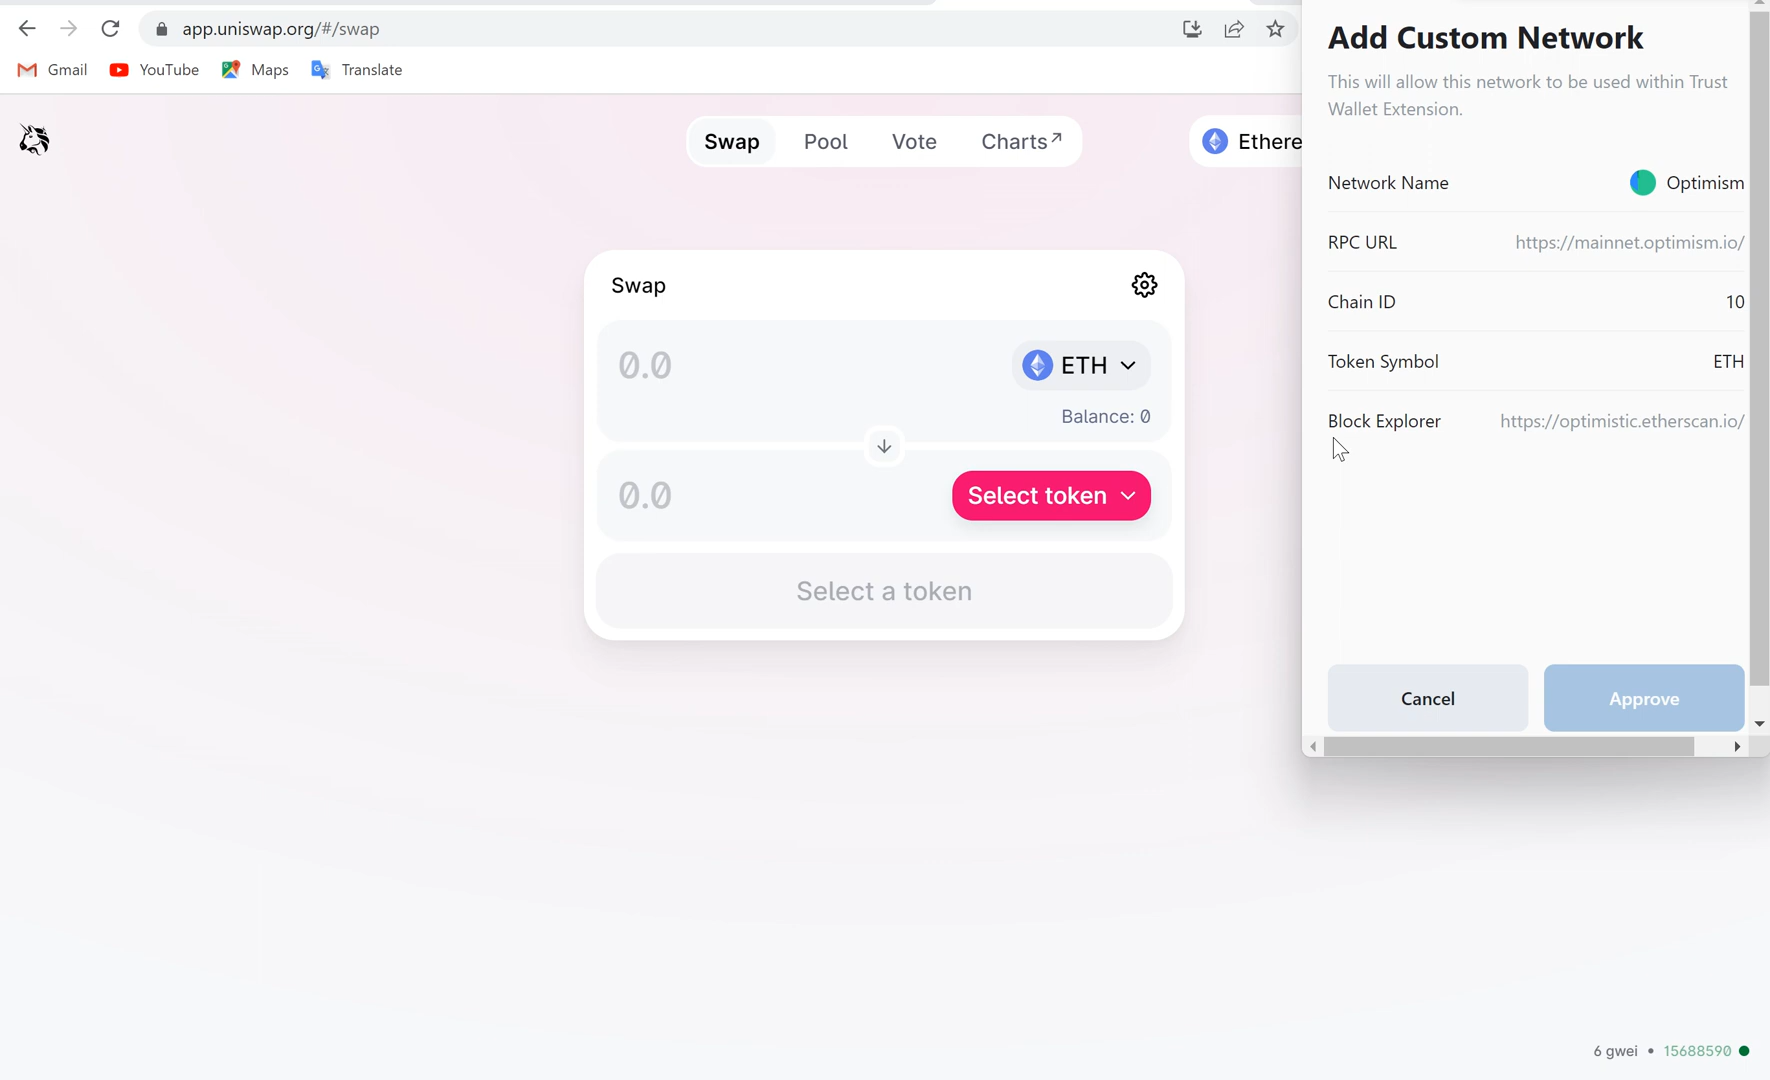 app.uniswap.org/#/swap
Gmail YouTube Maps Translate
Swap Pool Vote Charts↗ Ethere
Swap
0.0 ETH
Balance: 0
0.0 Select token
Select a token
Add Custom Network
This will allow this network to be used within Trust
Wallet Extension.
Network Name Optimism
RPC URL https://mainnet.optimism.io/
Chain ID 10
Token Symbol ETH
Block Explorer https://optimistic.etherscan.io/
Cancel Approve
6 gwei • 15688590